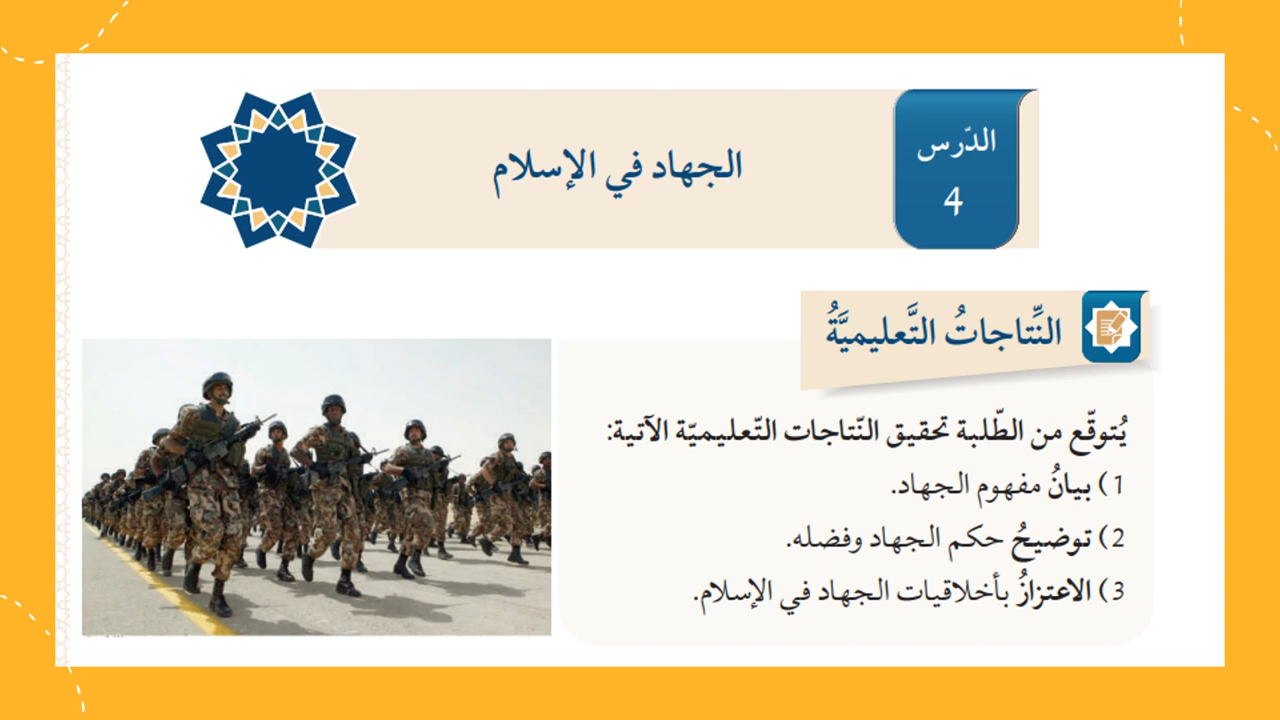 الدّرس
4
الجهاد في الإسلام
النِّتاجاتُ التَّعليميَّةُ
يُتوقّع من الطّلبة تحقيق النّتاجات التّعليميّة الآتية:
1) بيانُ مفهوم الجهاد.
2) توضيحُ حكم الجهاد وفضله.
3) الاعتزازُ بأخلاقيات الجهاد في الإسلام.